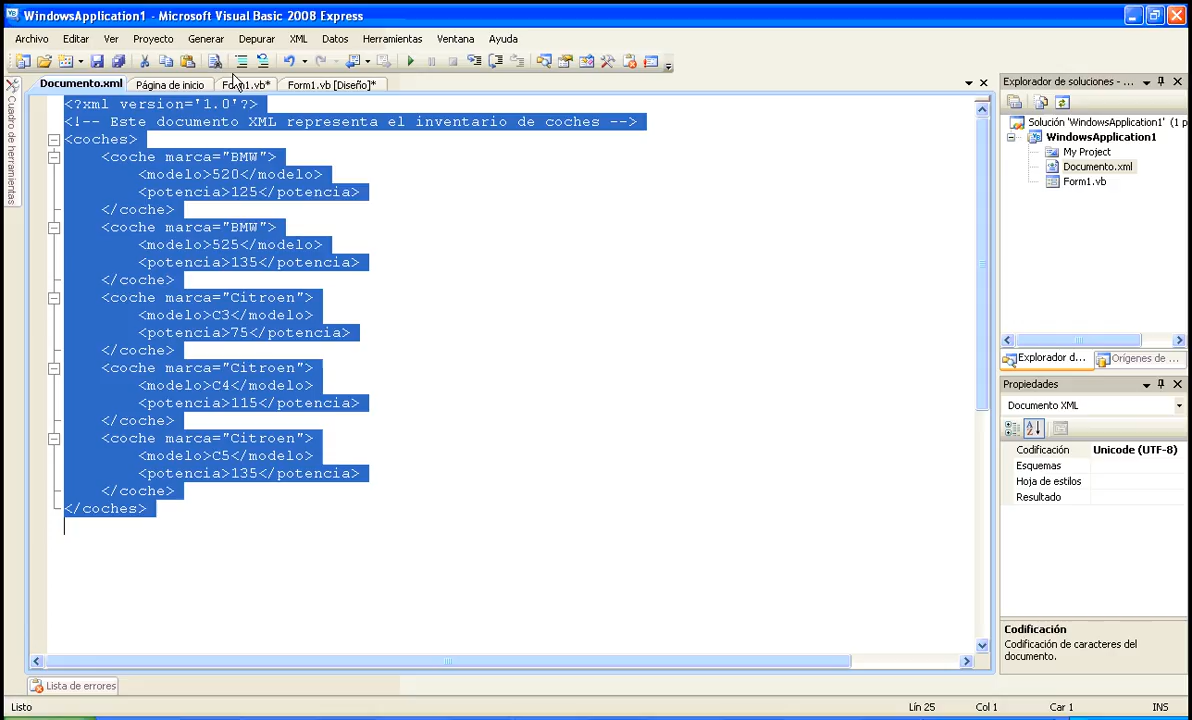 WindowsApplication1 - Microsoft Visual Basic 2008 Express
Archivo Editar Ver Proyecto Generar Depurar XML Datos Herramientas Ventana Ayuda
Documento.xml Página de inicio Form1.vb* Form1.vb [Diseño]*
Cuadro de herramientas
<?xml version='1.0'?>
<!-- Este documento XML representa el inventario de coches -->
<coches>
<coche marca="BMW">
<modelo>520</modelo>
<potencia>125</potencia>
</coche>
<coche marca="BMW">
<modelo>525</modelo>
<potencia>135</potencia>
</coche>
<coche marca="Citroen">
<modelo>C3</modelo>
<potencia>75</potencia>
</coche>
<coche marca="Citroen">
<modelo>C4</modelo>
<potencia>115</potencia>
</coche>
<coche marca="Citroen">
<modelo>C5</modelo>
<potencia>135</potencia>
</coche>
</coches>
Explorador de soluciones - ...
Solución 'WindowsApplication1' (1 p
WindowsApplication1
My Project
Documento.xml
Form1.vb
Explorador d... Orígenes de ...
Propiedades
Documento XML
Codificación Unicode (UTF-8)
Esquemas
Hoja de estilos
Resultado
Codificación
Codificación de caracteres del
documento.
Lista de errores
Listo Lín 25 Col 1 Car 1 INS